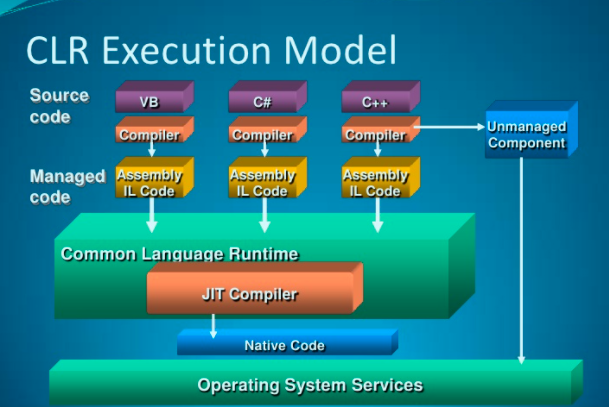 CLR Execution Model
Source
code
VB
C#
C++
Compiler
Compiler
Compiler
Unmanaged
Component
Managed
code
Assembly
IL Code
Assembly
IL Code
Assembly
IL Code
Common Language Runtime
JIT Compiler
Native Code
Operating System Services